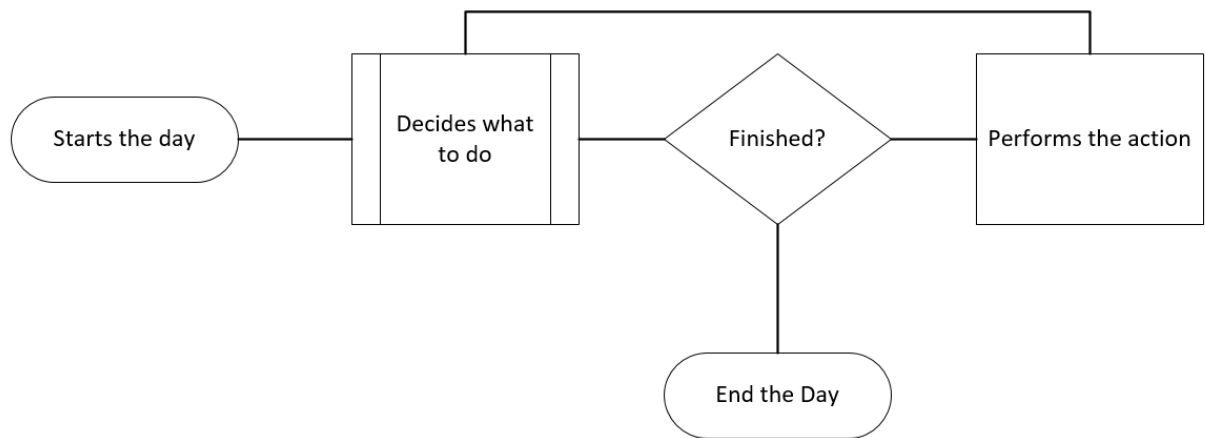 Starts the day
Decides what
to do
Finished?
Performs the action
End the Day